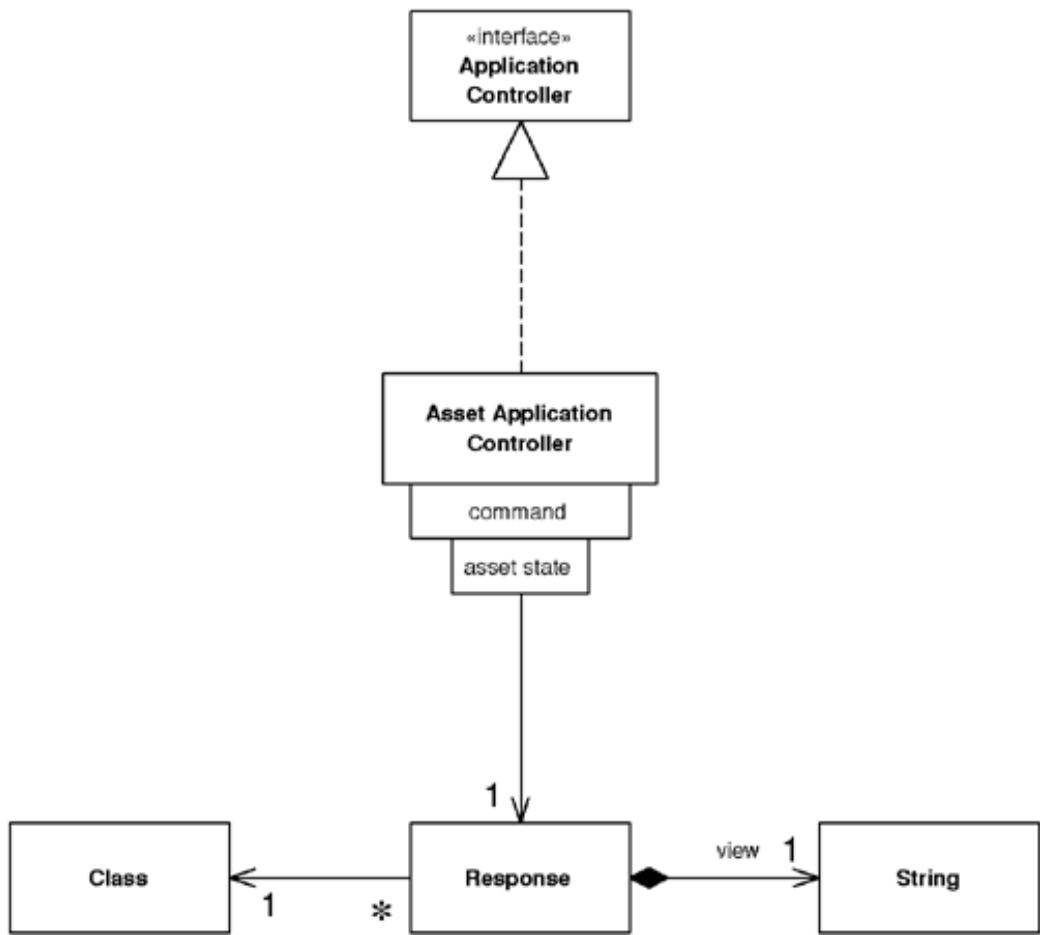 «interface»
Application
Controller
Asset Application
Controller
command
asset state
1
Class
1
*
Response
view
1
String